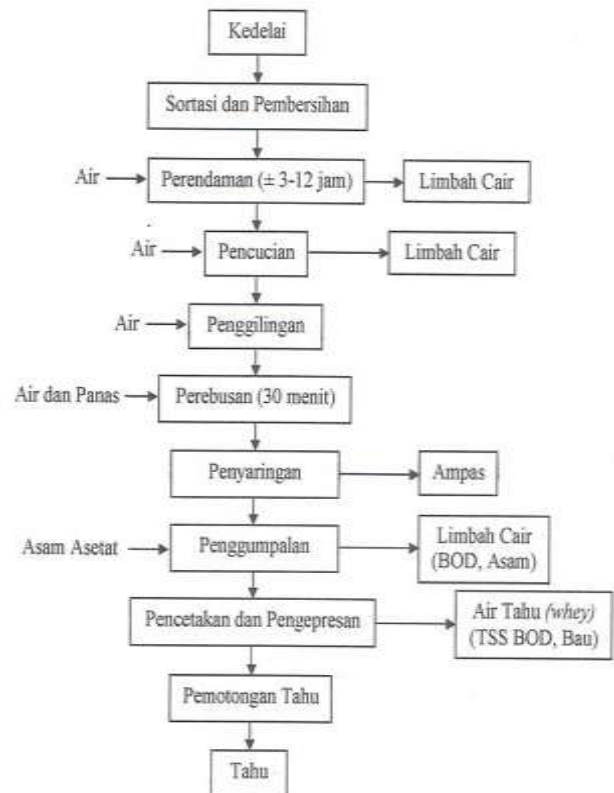 Kedelai
Sortasi dan Pembersihan
Air
Perendaman (± 3-12 jam)
Limbah Cair
Air
Pencucian
Limbah Cair
Air
Penggilingan
Air dan Panas
Perebusan (30 menit)
Penyaringan
Ampas
Asam Asetat
Penggumpalan
Limbah Cair
(BOD, Asam)
Pencetakan dan Pengepresan
Air Tahu (whey)
(TSS BOD, Bau)
Pemotongan Tahu
Tahu